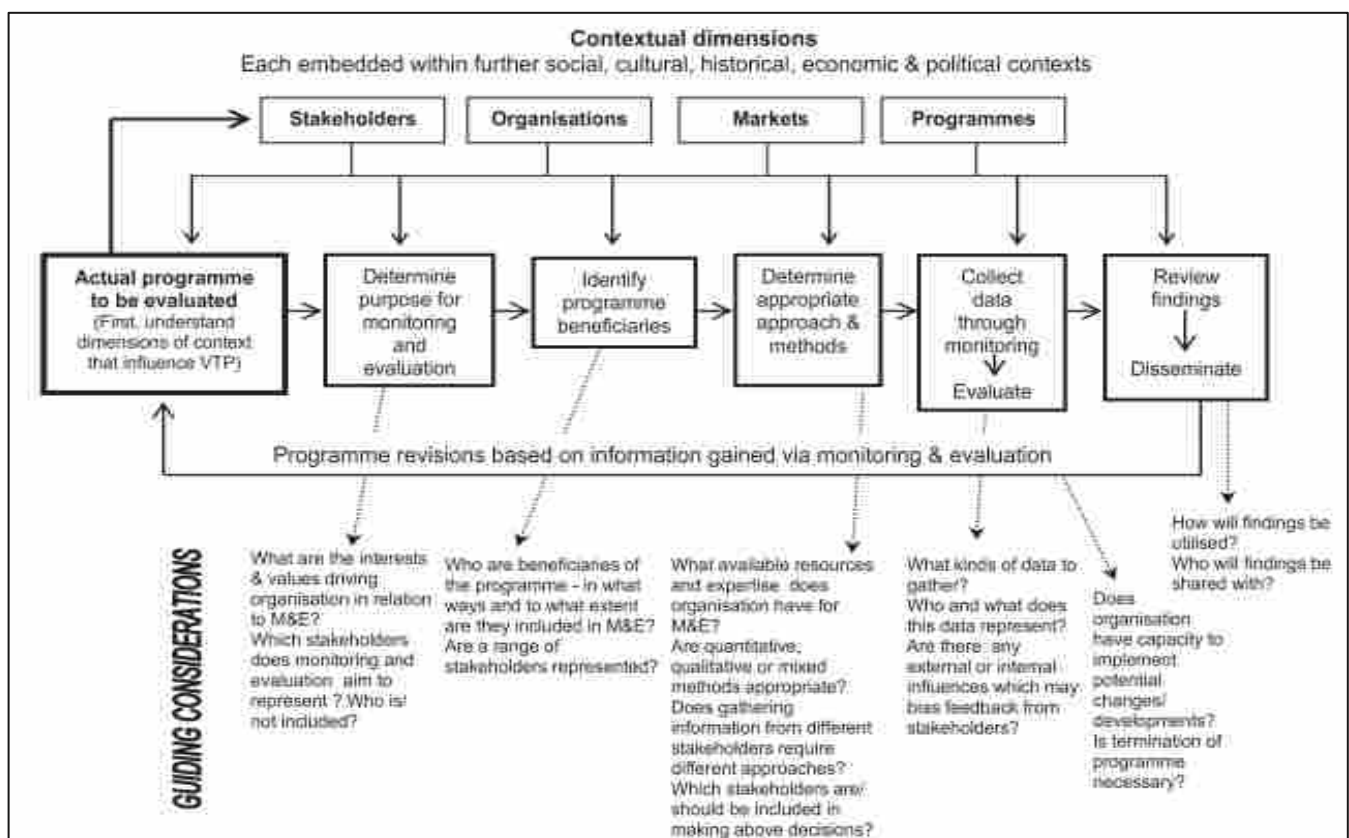 Contextual dimensions
Each embedded within further social, cultural, historical, economic & political contexts
Stakeholders
Organisations
Markets
Programmes
Actual programme
to be evaluated
(First, understand
dimensions of context
that influence VTP)
Determine
purpose for
monitoring
and
evaluation
Identify
programme
beneficiaries
Determine
appropriate
approach &
methods
Collect
data
through
monitoring
Evaluate
Review
findings
Disseminate
Programme revisions based on information gained via monitoring & evaluation
GUIDING CONSIDERATIONS
What are the interests
& values driving
organisation in relation
to M&E?
Which stakeholders
does monitoring and
evaluation aim to
represent ? Who is/
not included?
Who are beneficiaries of
the programme - in what
ways and to what extent
are they included in M&E?
Are a range of
stakeholders represented?
What available resources
and expertise does
organisation have for
M&E?
Are quantitative,
qualitative or mixed
methods appropriate?
Does gathering
information from different
stakeholders require
different approaches?
Which stakeholders are/
should be included in
making above decisions?
What kinds of data to
gather?
Who and what does
this data represent?
Are there any
external or internal
influences which may
bias feedback from
stakeholders?
Does
organisation
have capacity to
implement
potential
changes/
developments?
Is termination of
programme
necessary?
How will findings be
utilised?
Who will findings be
shared with?